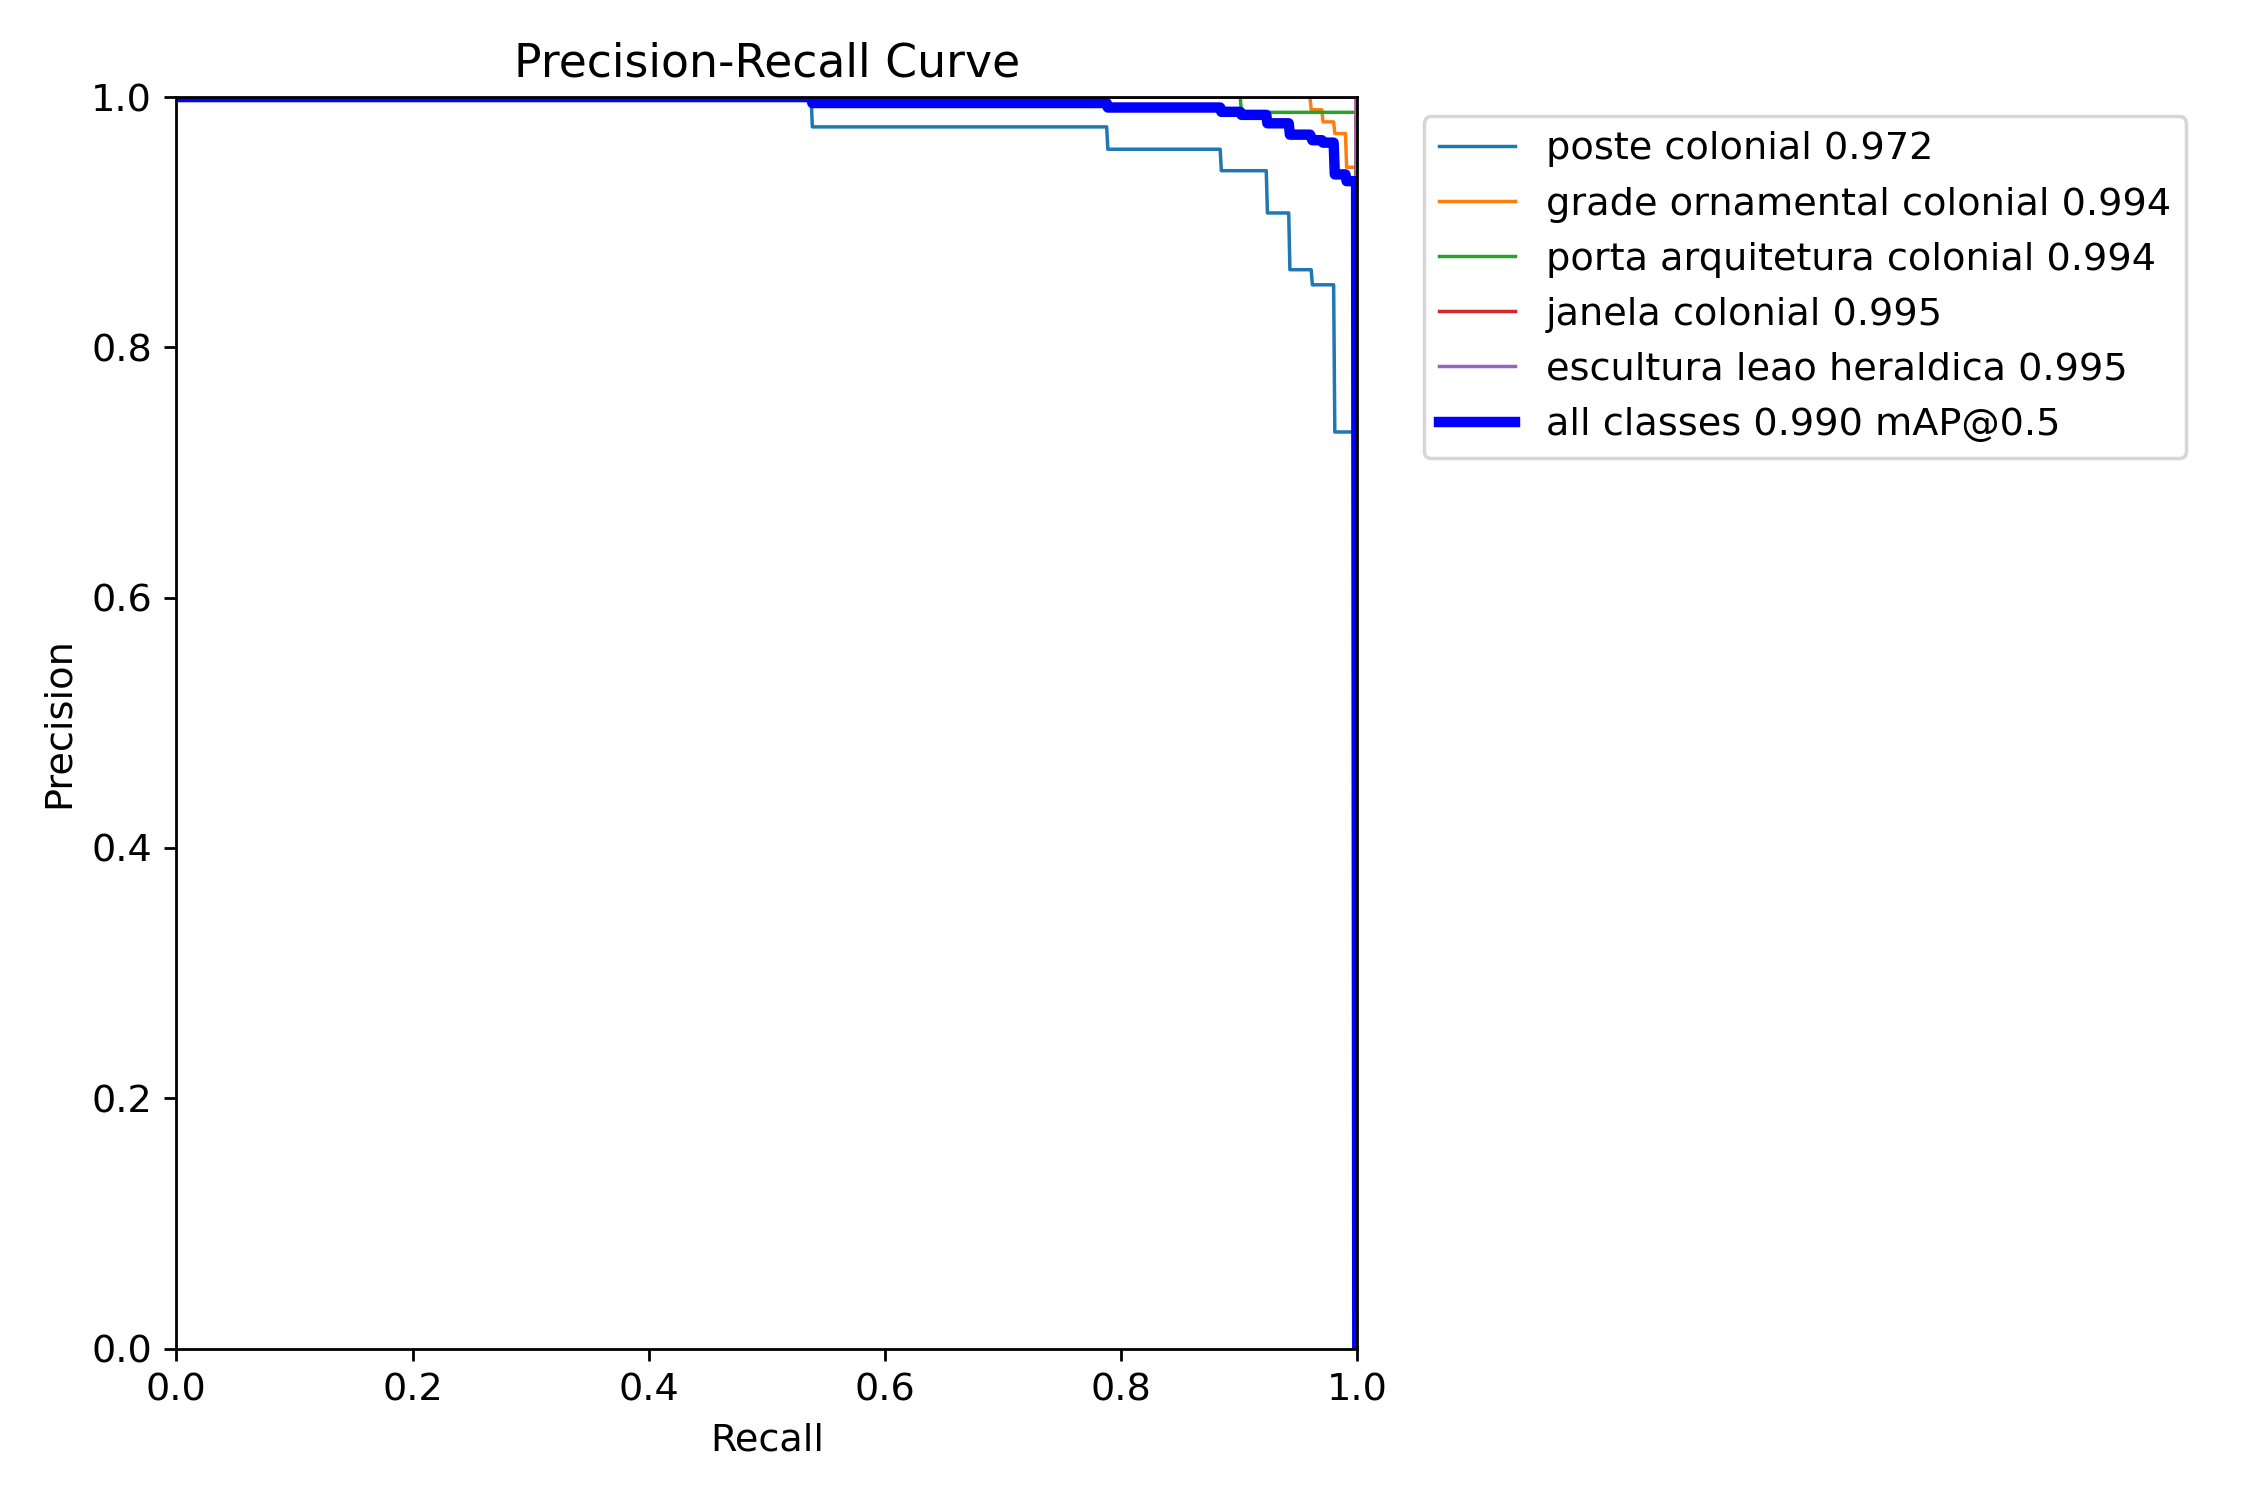 Precision-Recall Curve
1.0
0.8
0.6
0.4
0.2
0.0
Precision
0.0 0.2 0.4 0.6 0.8 1.0
Recall
poste colonial 0.972
grade ornamental colonial 0.994
porta arquitetura colonial 0.994
janela colonial 0.995
escultura leao heraldica 0.995
all classes 0.990 mAP@0.5